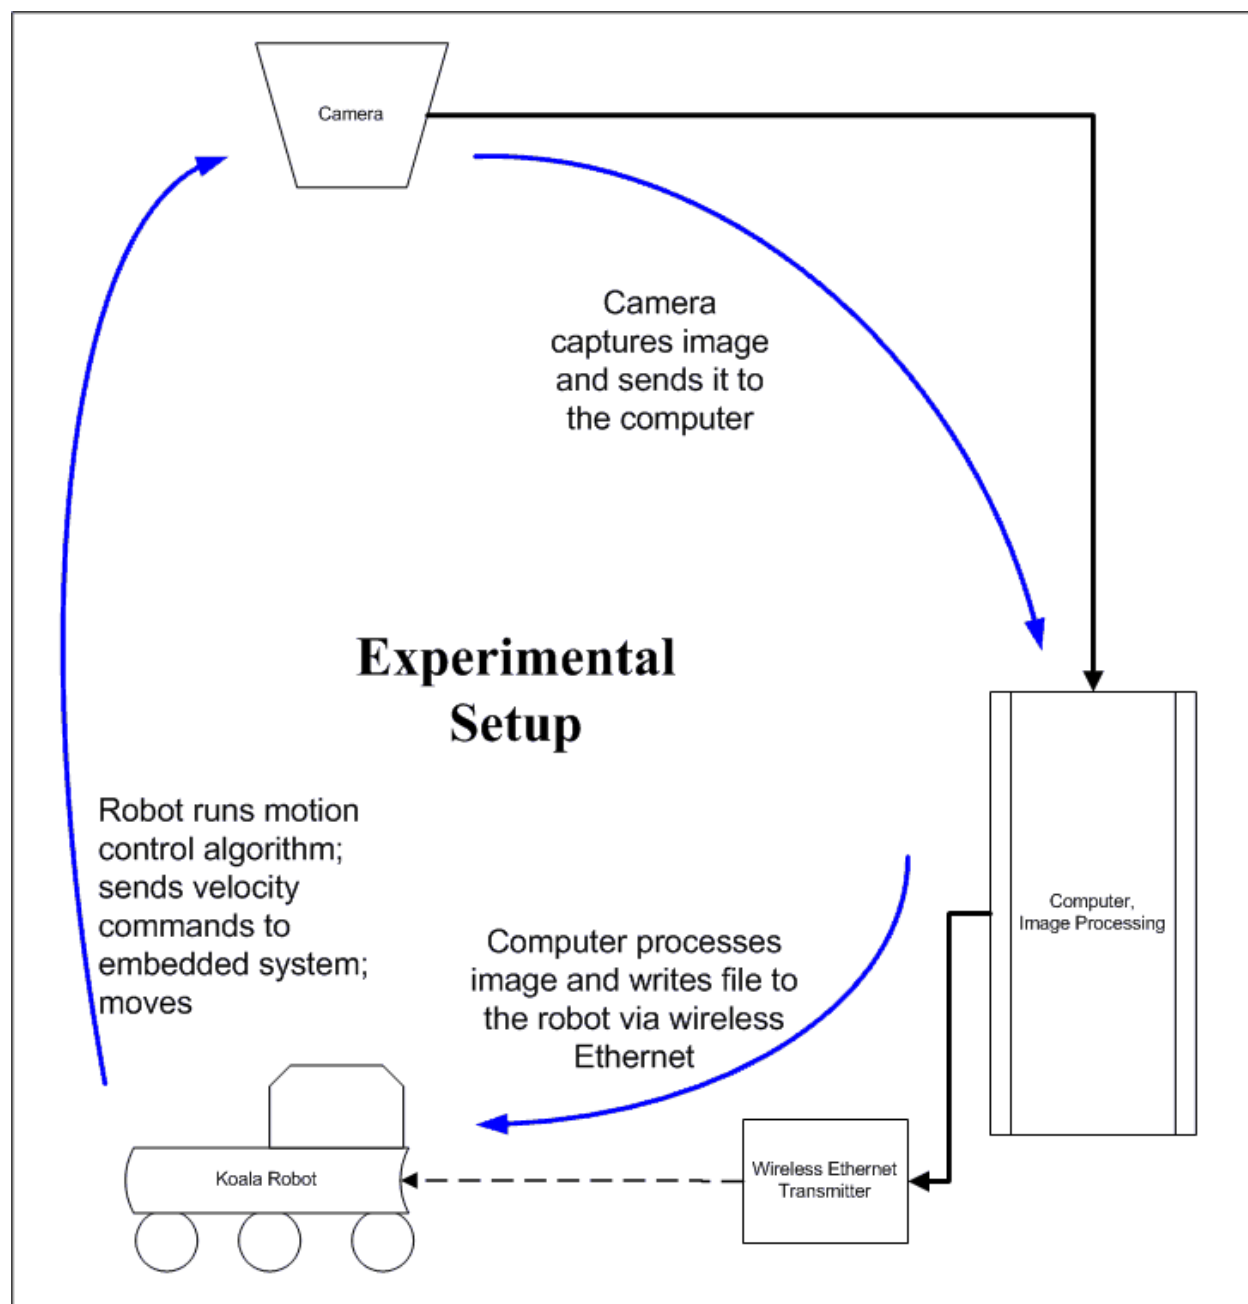 Camera
Camera
captures image
and sends it to
the computer
Experimental
Setup
Robot runs motion
control algorithm;
sends velocity
commands to
embedded system;
moves
Computer,
Image Processing
Computer processes
image and writes file to
the robot via wireless
Ethernet
Wireless Ethernet
Transmitter
Koala Robot